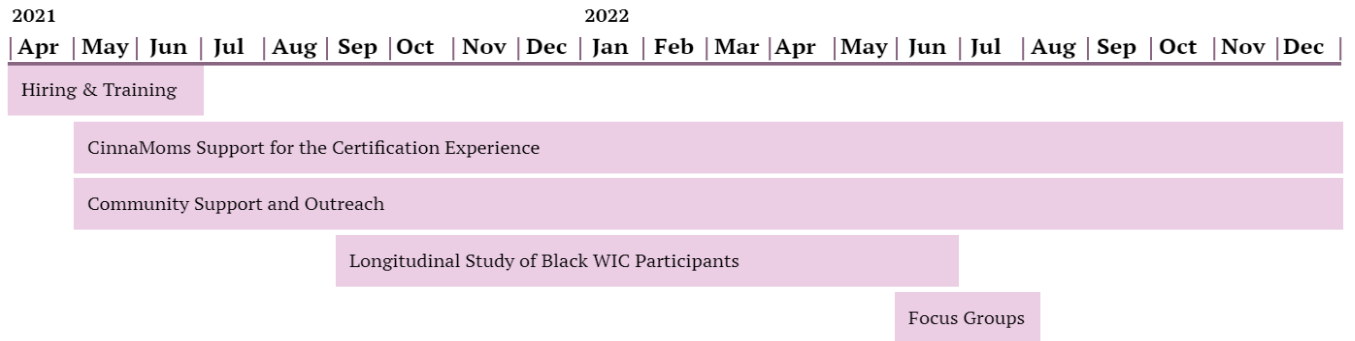 2021 2022
|Apr |May| Jun | Jul |Aug| Sep |Oct |Nov |Dec | Jan | Feb | Mar |Apr |May| Jun | Jul |Aug | Sep |Oct |Nov |Dec |
Hiring & Training
CinnaMoms Support for the Certification Experience
Community Support and Outreach
Longitudinal Study of Black WIC Participants
Focus Groups